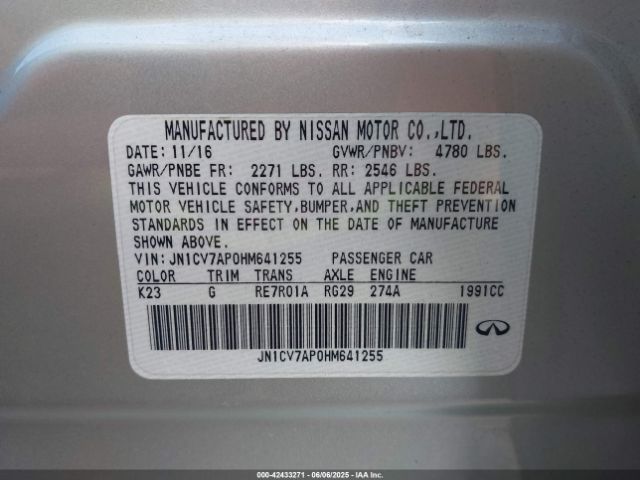 MANUFACTURED BY NISSAN MOTOR CO.,LTD.
DATE: 11/16 GVWR/PNBV: 4780 LBS.
GAWR/PNBE FR: 2271 LBS. RR: 2546 LBS.
THIS VEHICLE CONFORMS TO ALL APPLICABLE FEDERAL
MOTOR VEHICLE SAFETY,BUMPER,AND THEFT PREVENTION
STANDARDS IN EFFECT ON THE DATE OF MANUFACTURE
SHOWN ABOVE.
VIN: JN1CV7AP0HM641255 PASSENGER CAR
COLOR TRIM TRANS AXLE ENGINE
K23 G RE7R01A RG29 274A 1991CC
JN1CV7AP0HM641255
000-42433271 - 06/06/2025 - IAAI Inc.